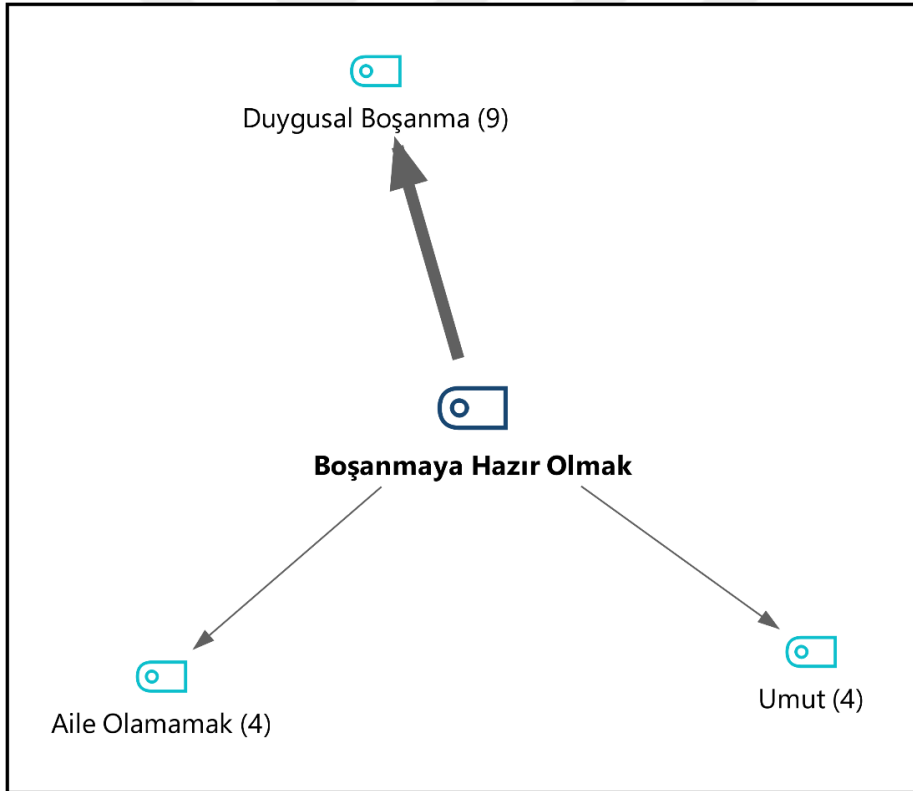 Duygusal Boşanma (9)
Boşanmaya Hazır Olmak
Aile Olamamak (4)
Umut (4)